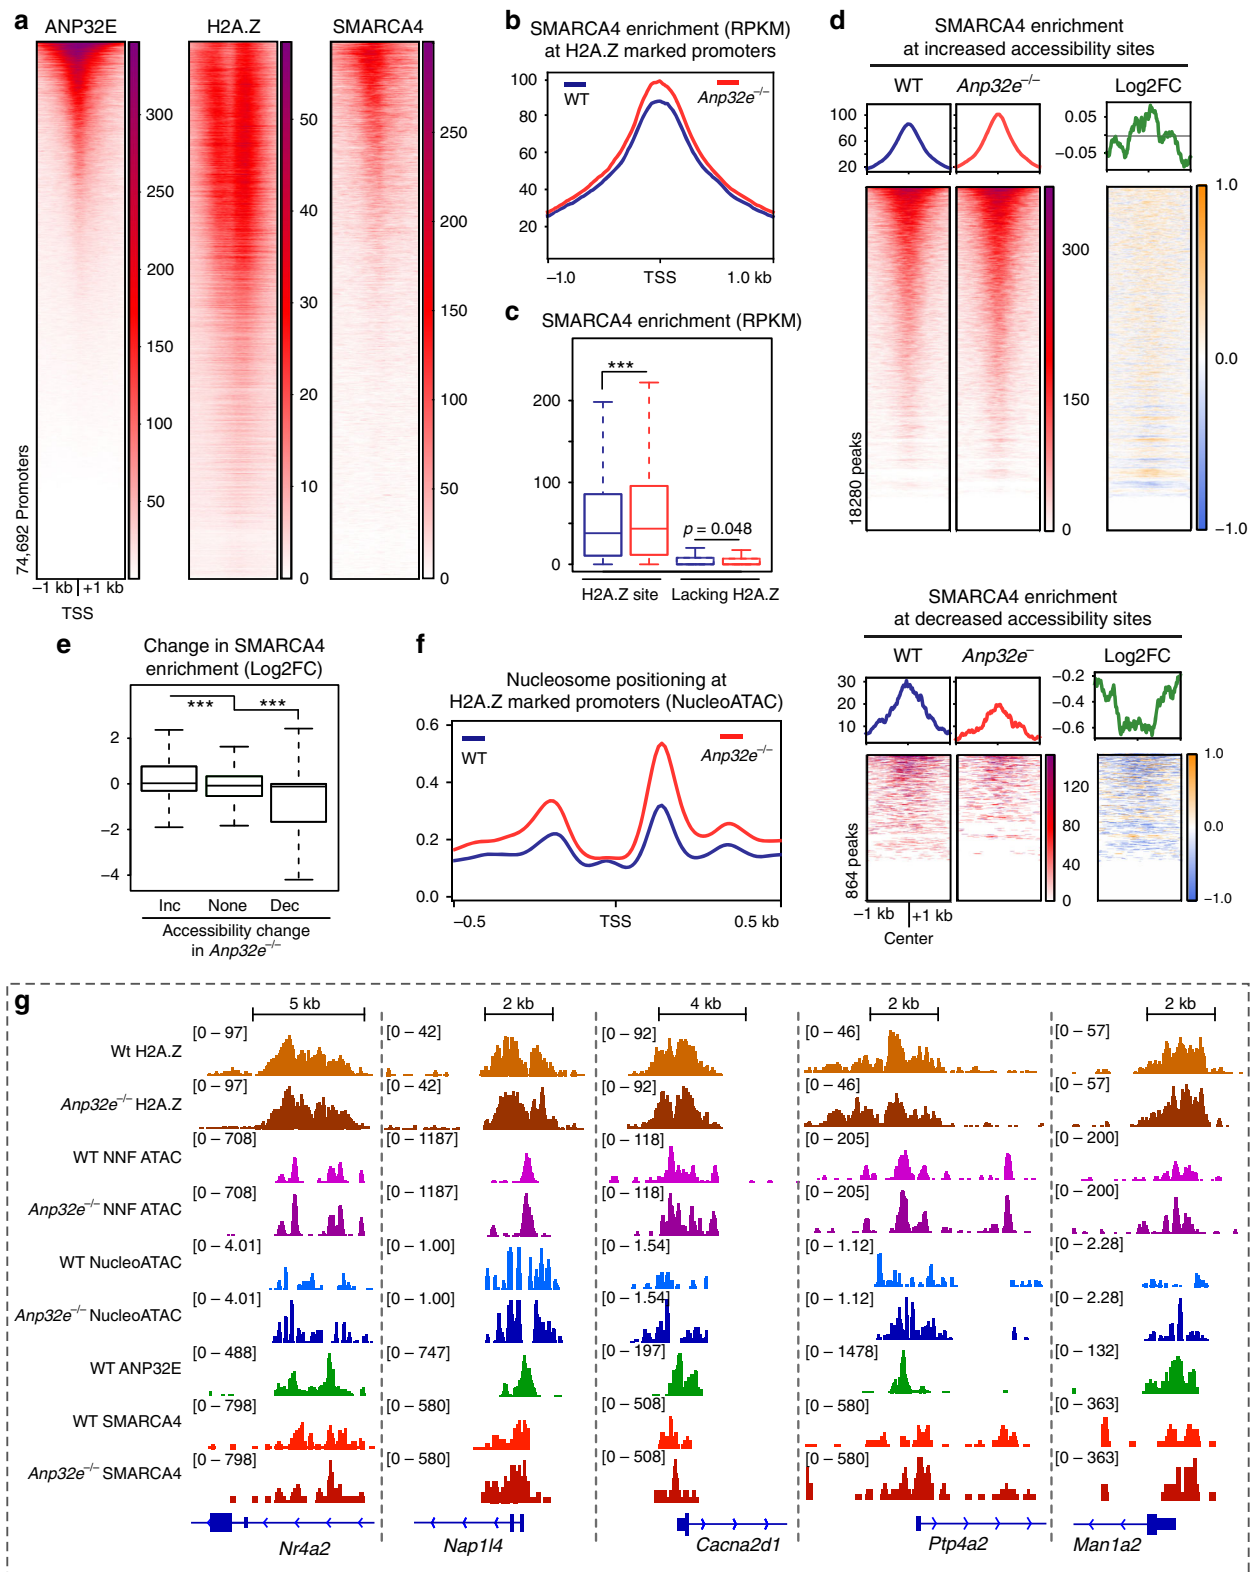 a
ANP32E
H2A.Z
SMARCA4
300
250
200
150
100
50
50
40
30
20
10
0
250
200
150
100
50
0
74,692 Promoters
–1 kb
+1 kb
TSS
b
SMARCA4 enrichment (RPKM)
at H2A.Z marked promoters
100
80
60
40
20
WT
Anp32e–/–
–1.0
TSS
1.0 kb
c
SMARCA4 enrichment (RPKM)
200
100
0
***
p = 0.048
H2A.Z site
Lacking H2A.Z
d
SMARCA4 enrichment
at increased accessibility sites
WT
Anp32e–/–
Log2FC
100
60
20
0.05
–0.05
18280 peaks
300
150
0
1.0
0.0
–1.0
SMARCA4 enrichment
at decreased accessibility sites
WT
Anp32e–
Log2FC
30
20
10
–0.2
–0.4
–0.6
864 peaks
120
80
40
0
1.0
0.0
–1.0
–1 kb
+1 kb
Center
e
Change in SMARCA4
enrichment (Log2FC)
2
0
–2
–4
***
***
Inc
None
Dec
Accessibility change
in Anp32e–/–
f
Nucleosome positioning at
H2A.Z marked promoters (NucleoATAC)
0.6
0.4
0.2
0.0
WT
Anp32e–/–
–0.5
TSS
0.5 kb
g
5 kb
2 kb
4 kb
2 kb
2 kb
Wt H2A.Z
[0 – 97]
[0 – 42]
[0 – 92]
[0 – 46]
[0 – 57]
Anp32e–/– H2A.Z
[0 – 97]
[0 – 42]
[0 – 92]
[0 – 46]
[0 – 57]
WT NNF ATAC
[0 – 708]
[0 – 1187]
[0 – 118]
[0 – 205]
[0 – 200]
Anp32e–/– NNF ATAC
[0 – 708]
[0 – 1187]
[0 – 118]
[0 – 205]
[0 – 200]
WT NucleoATAC
[0 – 4.01]
[0 – 1.00]
[0 – 1.54]
[0 – 1.12]
[0 – 2.28]
Anp32e–/– NucleoATAC
[0 – 4.01]
[0 – 1.00]
[0 – 1.54]
[0 – 1.12]
[0 – 2.28]
WT ANP32E
[0 – 488]
[0 – 747]
[0 – 197]
[0 – 1478]
[0 – 132]
WT SMARCA4
[0 – 798]
[0 – 580]
[0 – 508]
[0 – 580]
[0 – 363]
Anp32e–/– SMARCA4
[0 – 798]
[0 – 580]
[0 – 508]
[0 – 580]
[0 – 363]
Nr4a2
Nap1l4
Cacna2d1
Ptp4a2
Man1a2